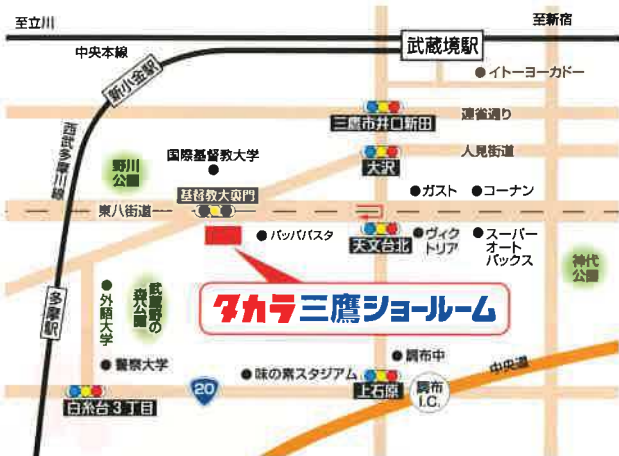 至立川
至新宿
中央本線
武蔵境駅
新小金駅
イトーヨーカドー
連雀通り
三鷹市井口新田
西武多摩川線
人見街道
国際基督教大学
大沢
野川
公園
基督教大裏門
ガスト
コーナン
東八街道
パッパパスタ
天文台北
ヴィク
トリア
スーパー
オート
バックス
神代
公園
武蔵野の
森公園
外語大学
タカラ三鷹ショールーム
多摩駅
警察大学
調布中
中央道
味の素スタジアム
20
上石原
調布
I.C.
白糸台3丁目